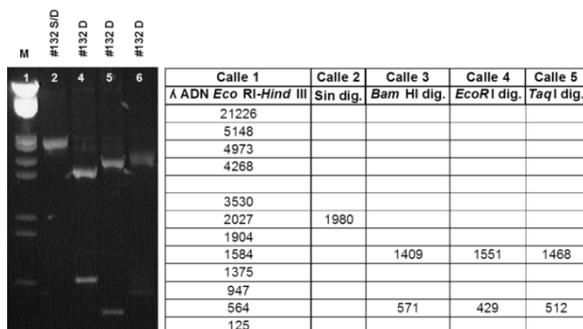 M
#132 S/D
#132 D
#132 D
#132 D
1 2 4 5 6
Calle 1 Calle 2 Calle 3 Calle 4 Calle 5
λ ADN Eco RI-Hind III Sin dig. Bam HI dig. EcoR I dig. Taq I dig.
21226
5148
4973
4268
3530
2027 1980
1904
1584 1409 1551 1468
1375
947
564 571 429 512
125